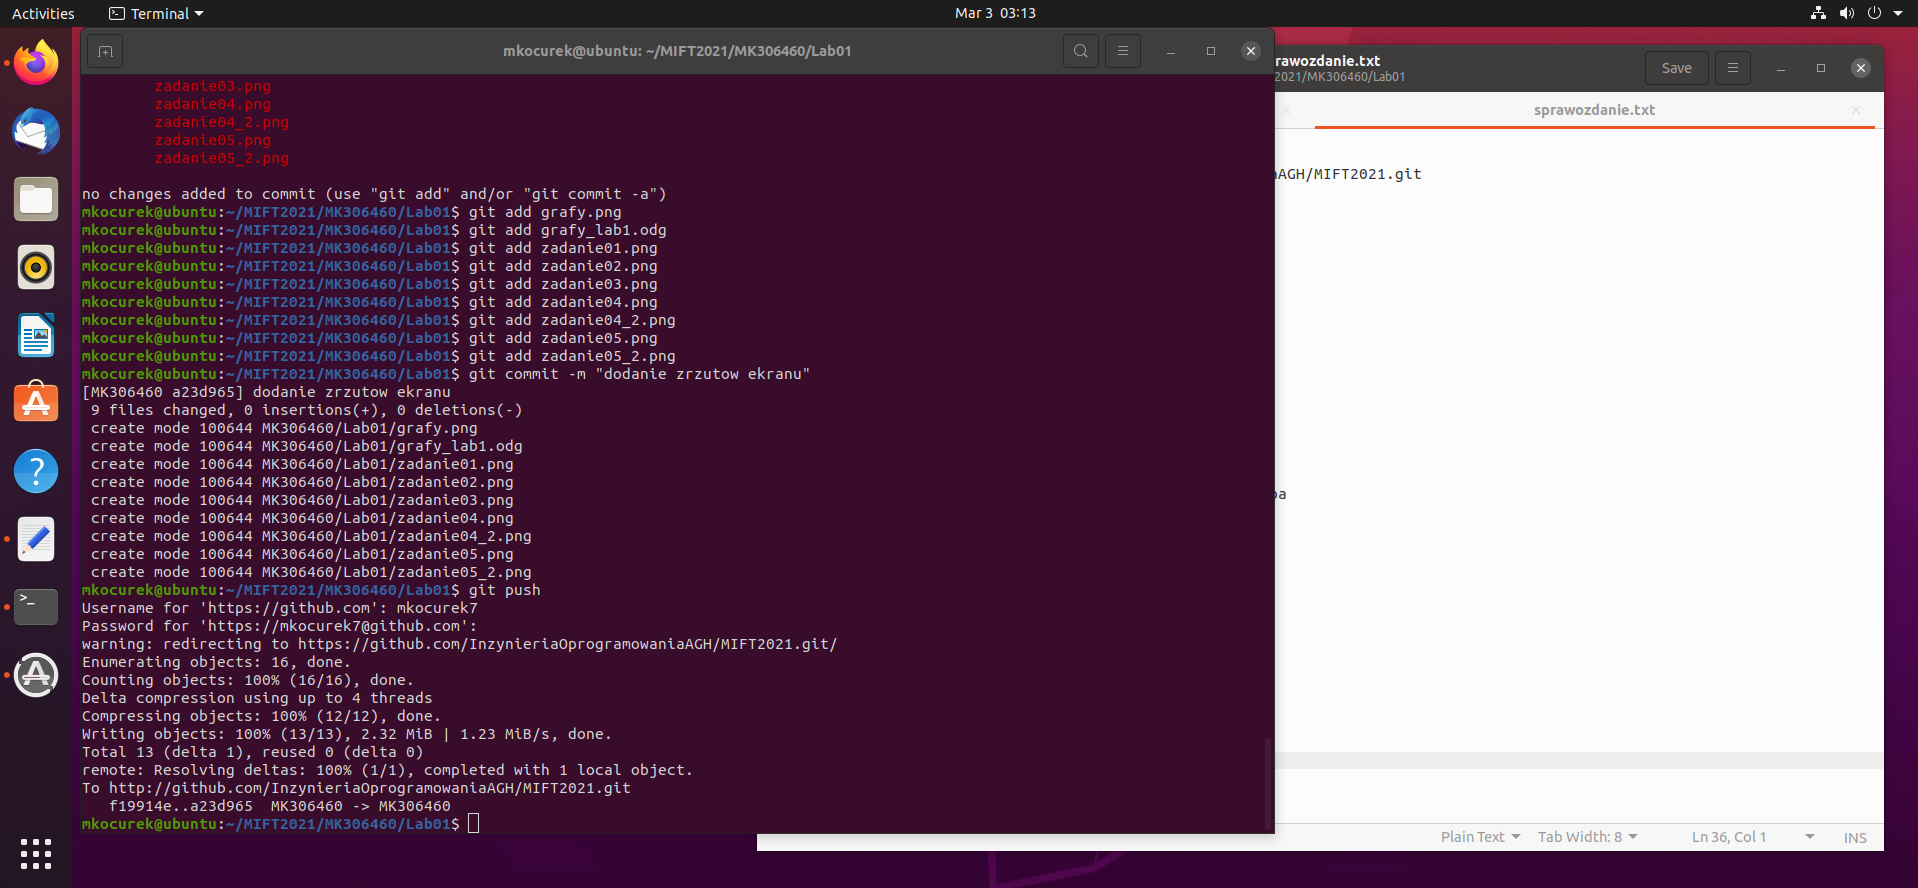 Activities
Terminal
Mar 3 03:13
mkocurek@ubuntu: ~/MIFT2021/MK306460/Lab01
zadanie03.png
zadanie04.png
zadanie04_2.png
zadanie05.png
zadanie05_2.png
no changes added to commit (use "git add" and/or "git commit -a")
mkocurek@ubuntu:~/MIFT2021/MK306460/Lab01$ git add grafy.png
mkocurek@ubuntu:~/MIFT2021/MK306460/Lab01$ git add grafy_lab1.odg
mkocurek@ubuntu:~/MIFT2021/MK306460/Lab01$ git add zadanie01.png
mkocurek@ubuntu:~/MIFT2021/MK306460/Lab01$ git add zadanie02.png
mkocurek@ubuntu:~/MIFT2021/MK306460/Lab01$ git add zadanie03.png
mkocurek@ubuntu:~/MIFT2021/MK306460/Lab01$ git add zadanie04.png
mkocurek@ubuntu:~/MIFT2021/MK306460/Lab01$ git add zadanie04_2.png
mkocurek@ubuntu:~/MIFT2021/MK306460/Lab01$ git add zadanie05.png
mkocurek@ubuntu:~/MIFT2021/MK306460/Lab01$ git add zadanie05_2.png
mkocurek@ubuntu:~/MIFT2021/MK306460/Lab01$ git commit -m "dodanie zrzutow ekranu"
[MK306460 a23d965] dodanie zrzutow ekranu
9 files changed, 0 insertions(+), 0 deletions(-)
create mode 100644 MK306460/Lab01/grafy.png
create mode 100644 MK306460/Lab01/grafy_lab1.odg
create mode 100644 MK306460/Lab01/zadanie01.png
create mode 100644 MK306460/Lab01/zadanie02.png
create mode 100644 MK306460/Lab01/zadanie03.png
create mode 100644 MK306460/Lab01/zadanie04.png
create mode 100644 MK306460/Lab01/zadanie04_2.png
create mode 100644 MK306460/Lab01/zadanie05.png
create mode 100644 MK306460/Lab01/zadanie05_2.png
mkocurek@ubuntu:~/MIFT2021/MK306460/Lab01$ git push
Username for 'https://github.com': mkocurek7
Password for 'https://mkocurek7@github.com':
warning: redirecting to https://github.com/InzynieriaOprogramowaniaAGH/MIFT2021.git/
Enumerating objects: 16, done.
Counting objects: 100% (16/16), done.
Delta compression using up to 4 threads
Compressing objects: 100% (12/12), done.
Writing objects: 100% (13/13), 2.32 MiB | 1.23 MiB/s, done.
Total 13 (delta 1), reused 0 (delta 0)
remote: Resolving deltas: 100% (1/1), completed with 1 local object.
To http://github.com/InzynieriaOprogramowaniaAGH/MIFT2021.git
f19914e..a23d965 MK306460 -> MK306460
mkocurek@ubuntu:~/MIFT2021/MK306460/Lab01$
rawozdanie.txt
2021/MK306460/Lab01
Save
sprawozdanie.txt
AGH/MIFT2021.git
pa
Plain Text
Tab Width: 8
Ln 36, Col 1
INS